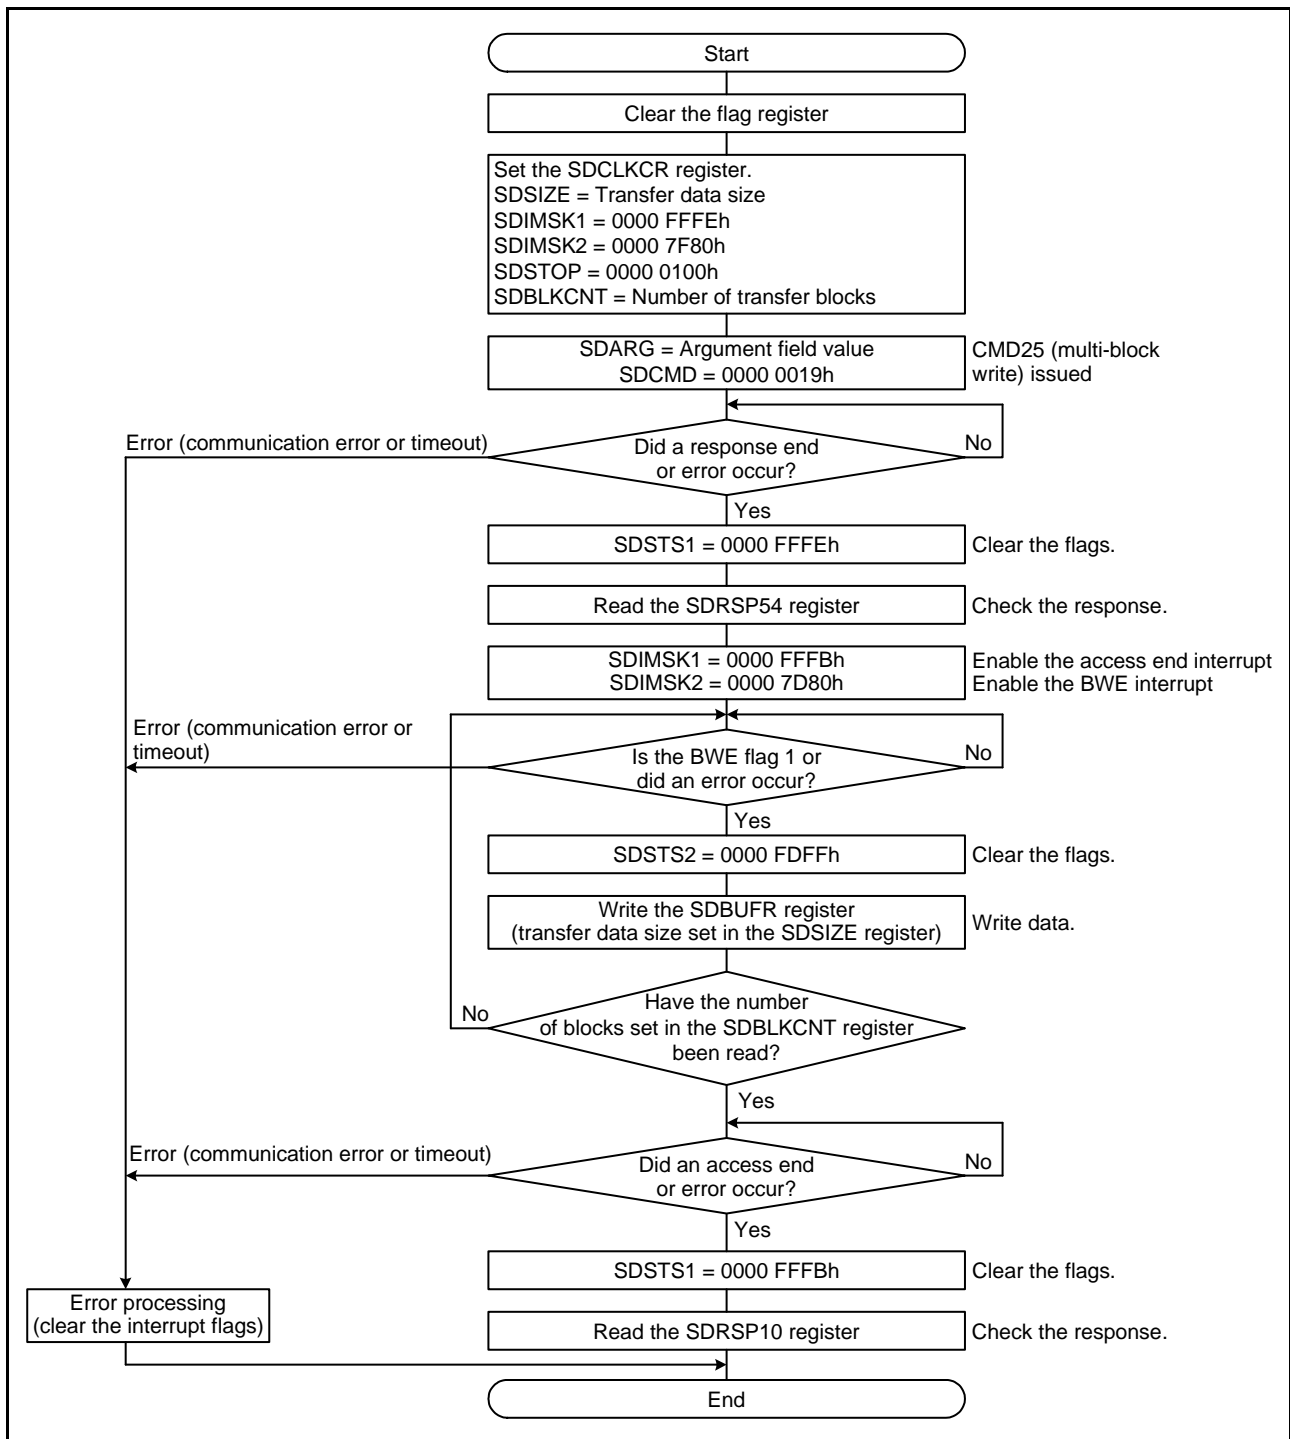 Start
Clear the flag register
Set the SDCLKCR register.
SDSIZE = Transfer data size
SDIMSK1 = 0000 FFFEh
SDIMSK2 = 0000 7F80h
SDSTOP = 0000 0100h
SDBLKCNT = Number of transfer blocks
SDARG = Argument field value
SDCMD = 0000 0019h
CMD25 (multi-block
write) issued
Error (communication error or timeout)
Did a response end
or error occur?
No
Yes
SDSTS1 = 0000 FFFEh
Clear the flags.
Read the SDRSP54 register
Check the response.
SDIMSK1 = 0000 FFFBh
SDIMSK2 = 0000 7D80h
Enable the access end interrupt
Enable the BWE interrupt
Error (communication error or
timeout)
Is the BWE flag 1 or
did an error occur?
No
Yes
SDSTS2 = 0000 FDFFh
Clear the flags.
Write the SDBUFR register
(transfer data size set in the SDSIZE register)
Write data.
No
Have the number
of blocks set in the SDBLKCNT register
been read?
Yes
Error (communication error or timeout)
Did an access end
or error occur?
No
Yes
SDSTS1 = 0000 FFFBh
Clear the flags.
Error processing
(clear the interrupt flags)
Read the SDRSP10 register
Check the response.
End